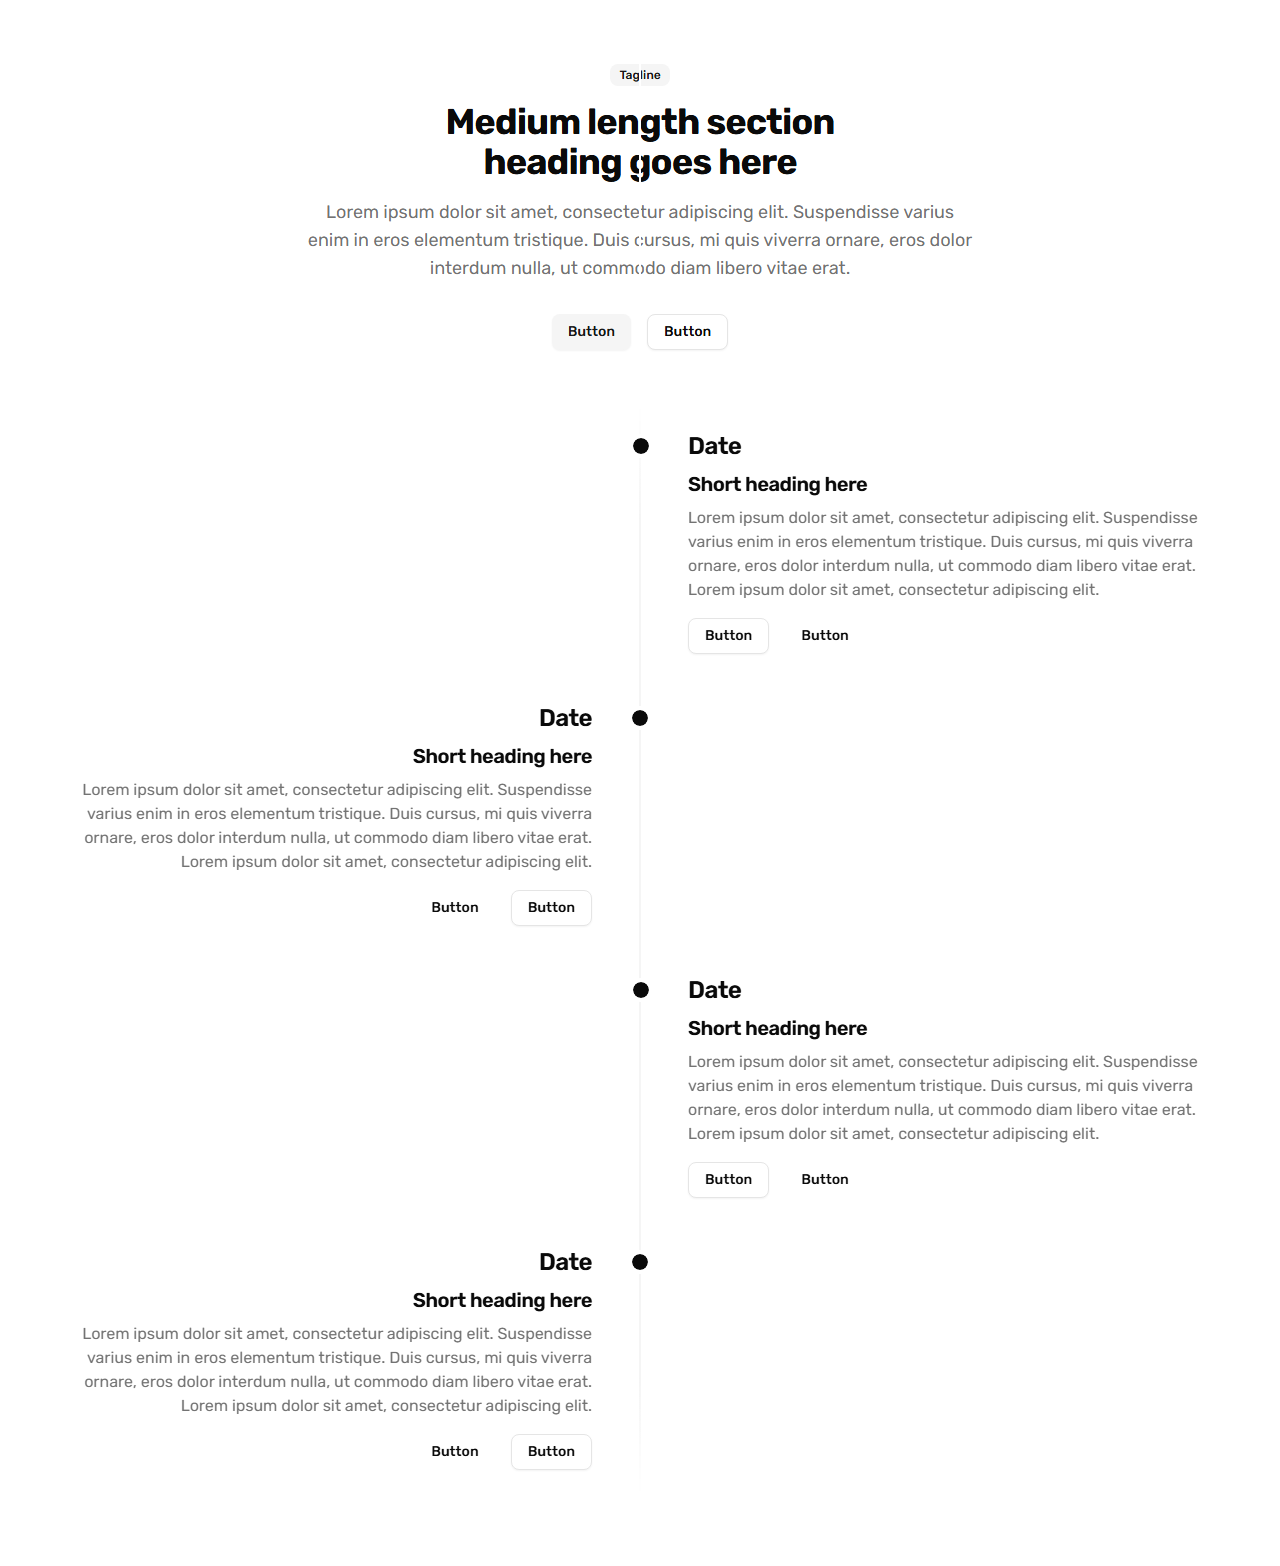 Tagline
Medium length section
heading goes here
Lorem ipsum dolor sit amet, consectetur adipiscing elit. Suspendisse varius
enim in eros elementum tristique. Duis cursus, mi quis viverra ornare, eros dolor
interdum nulla, ut commodo diam libero vitae erat.
Button Button
Date
Short heading here
Lorem ipsum dolor sit amet, consectetur adipiscing elit. Suspendisse
varius enim in eros elementum tristique. Duis cursus, mi quis viverra
ornare, eros dolor interdum nulla, ut commodo diam libero vitae erat.
Lorem ipsum dolor sit amet, consectetur adipiscing elit.
Button Button
Date
Short heading here
Lorem ipsum dolor sit amet, consectetur adipiscing elit. Suspendisse
varius enim in eros elementum tristique. Duis cursus, mi quis viverra
ornare, eros dolor interdum nulla, ut commodo diam libero vitae erat.
Lorem ipsum dolor sit amet, consectetur adipiscing elit.
Button Button
Date
Short heading here
Lorem ipsum dolor sit amet, consectetur adipiscing elit. Suspendisse
varius enim in eros elementum tristique. Duis cursus, mi quis viverra
ornare, eros dolor interdum nulla, ut commodo diam libero vitae erat.
Lorem ipsum dolor sit amet, consectetur adipiscing elit.
Button Button
Date
Short heading here
Lorem ipsum dolor sit amet, consectetur adipiscing elit. Suspendisse
varius enim in eros elementum tristique. Duis cursus, mi quis viverra
ornare, eros dolor interdum nulla, ut commodo diam libero vitae erat.
Lorem ipsum dolor sit amet, consectetur adipiscing elit.
Button Button